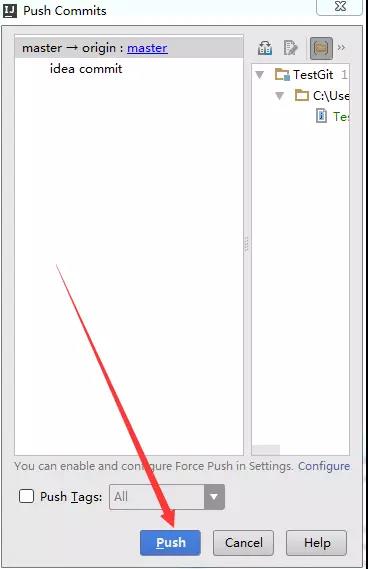 Push Commits
master → origin : master
idea commit
TestGit 1
C:\Use
Tes
You can enable and configure Force Push in Settings. Configure
Push Tags: All
Push Cancel Help